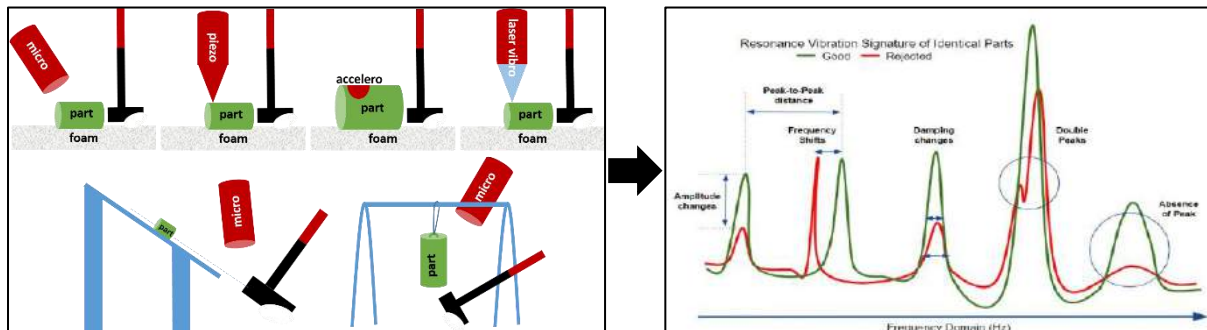 micro
part
foam
piezo
part
foam
accelero
part
foam
laser vibro
part
foam
part
micro
micro
part
Resonance Vibration Signature of Identical Parts
Good Rejected
Peak-to-Peak
distance
Frequency
Shifts
Damping
changes
Double
Peaks
Amplitude
changes
Absence
of Peak
Frequency Domain (Hz)